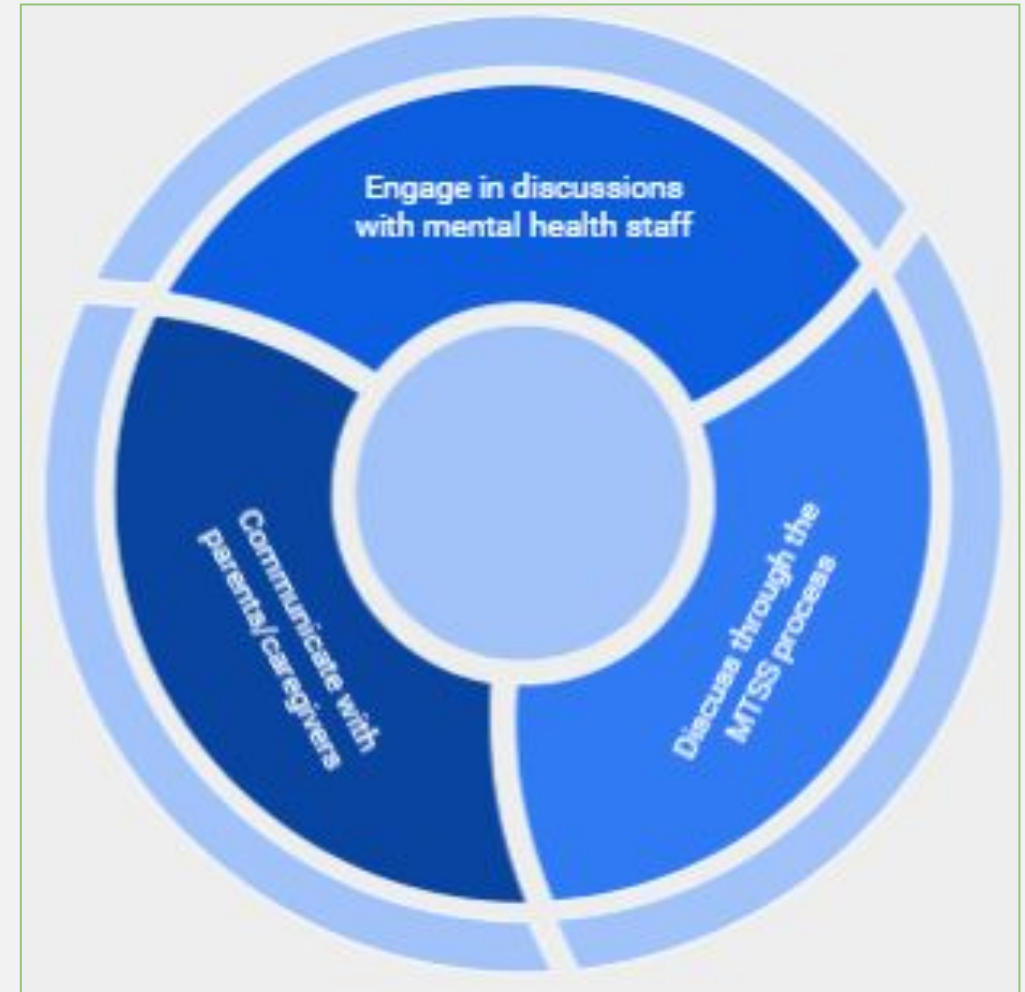 Engage in discussions
with mental health staff
Discuss through the
MTSS process
Communicate with
parents/caregivers